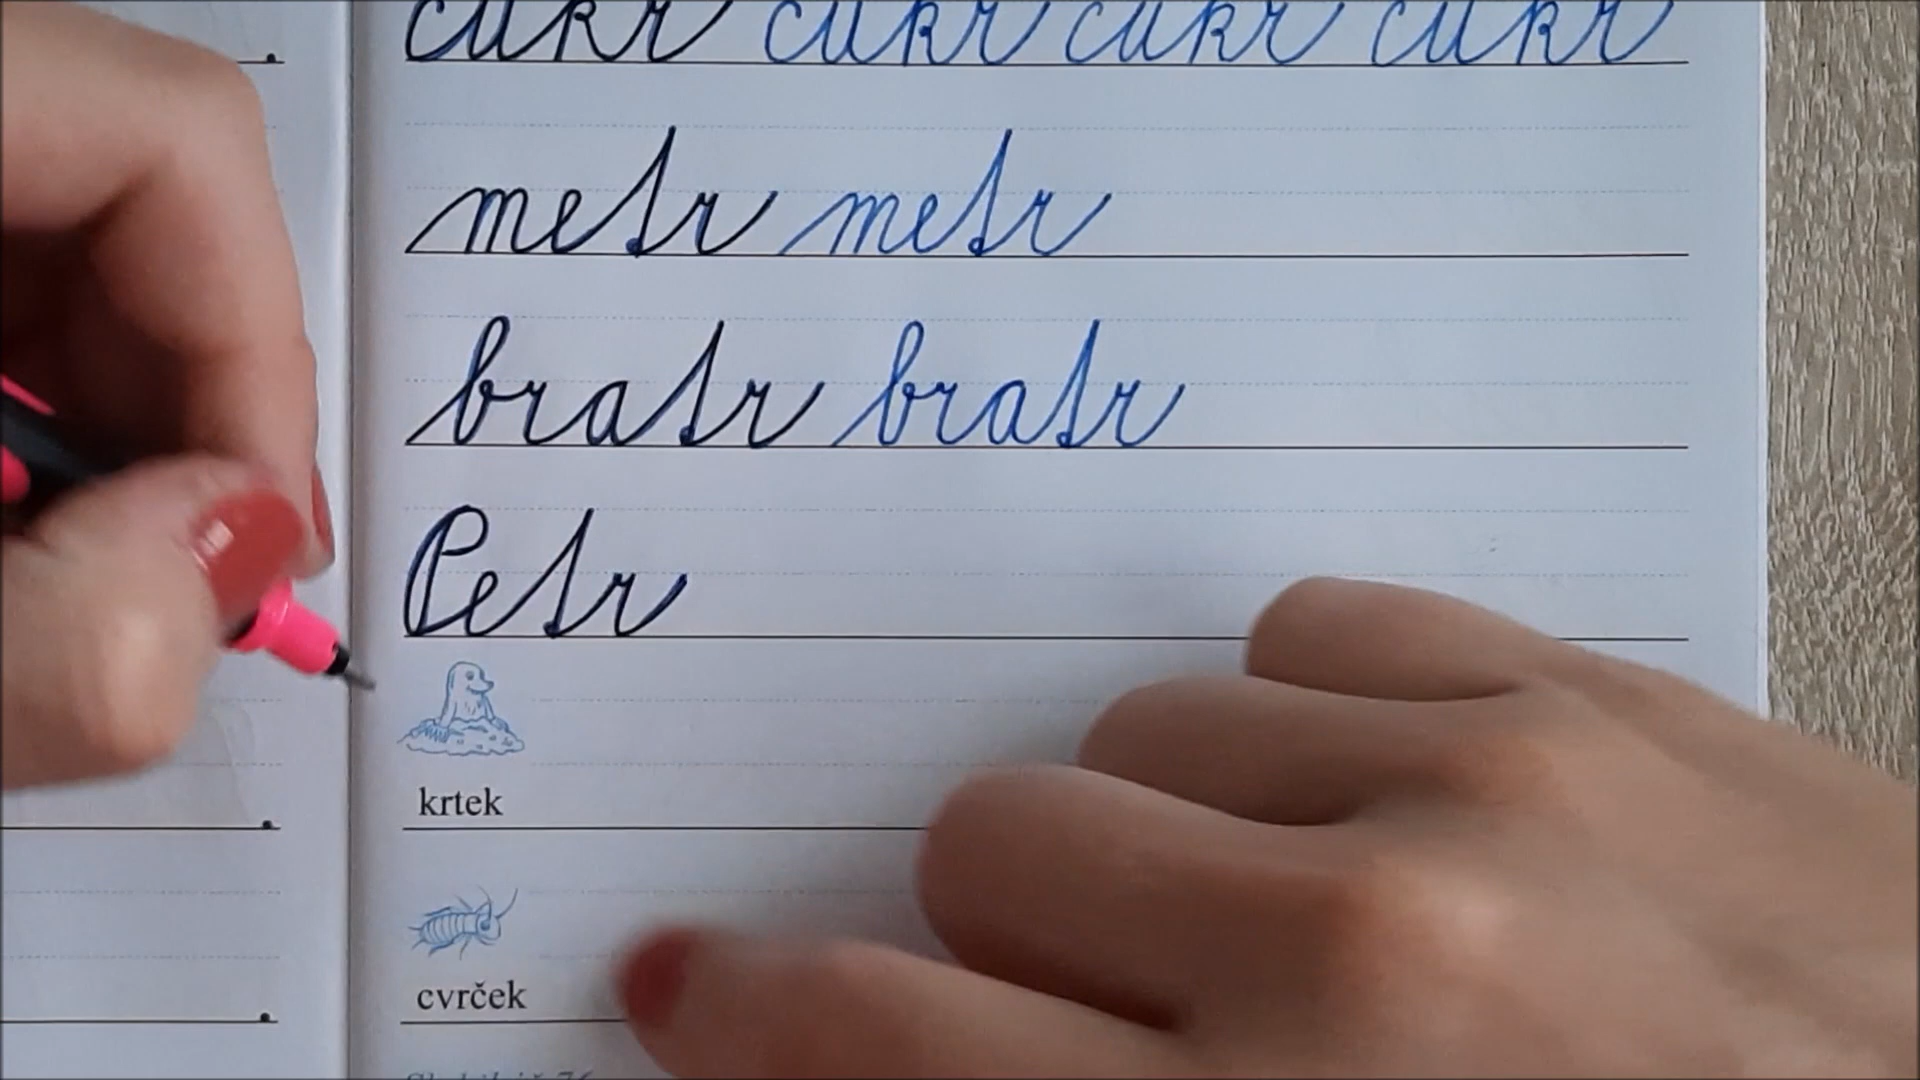 cukr cukr cukr cukr
metr metr
bratr bratr
Petr
krtek
cvrček